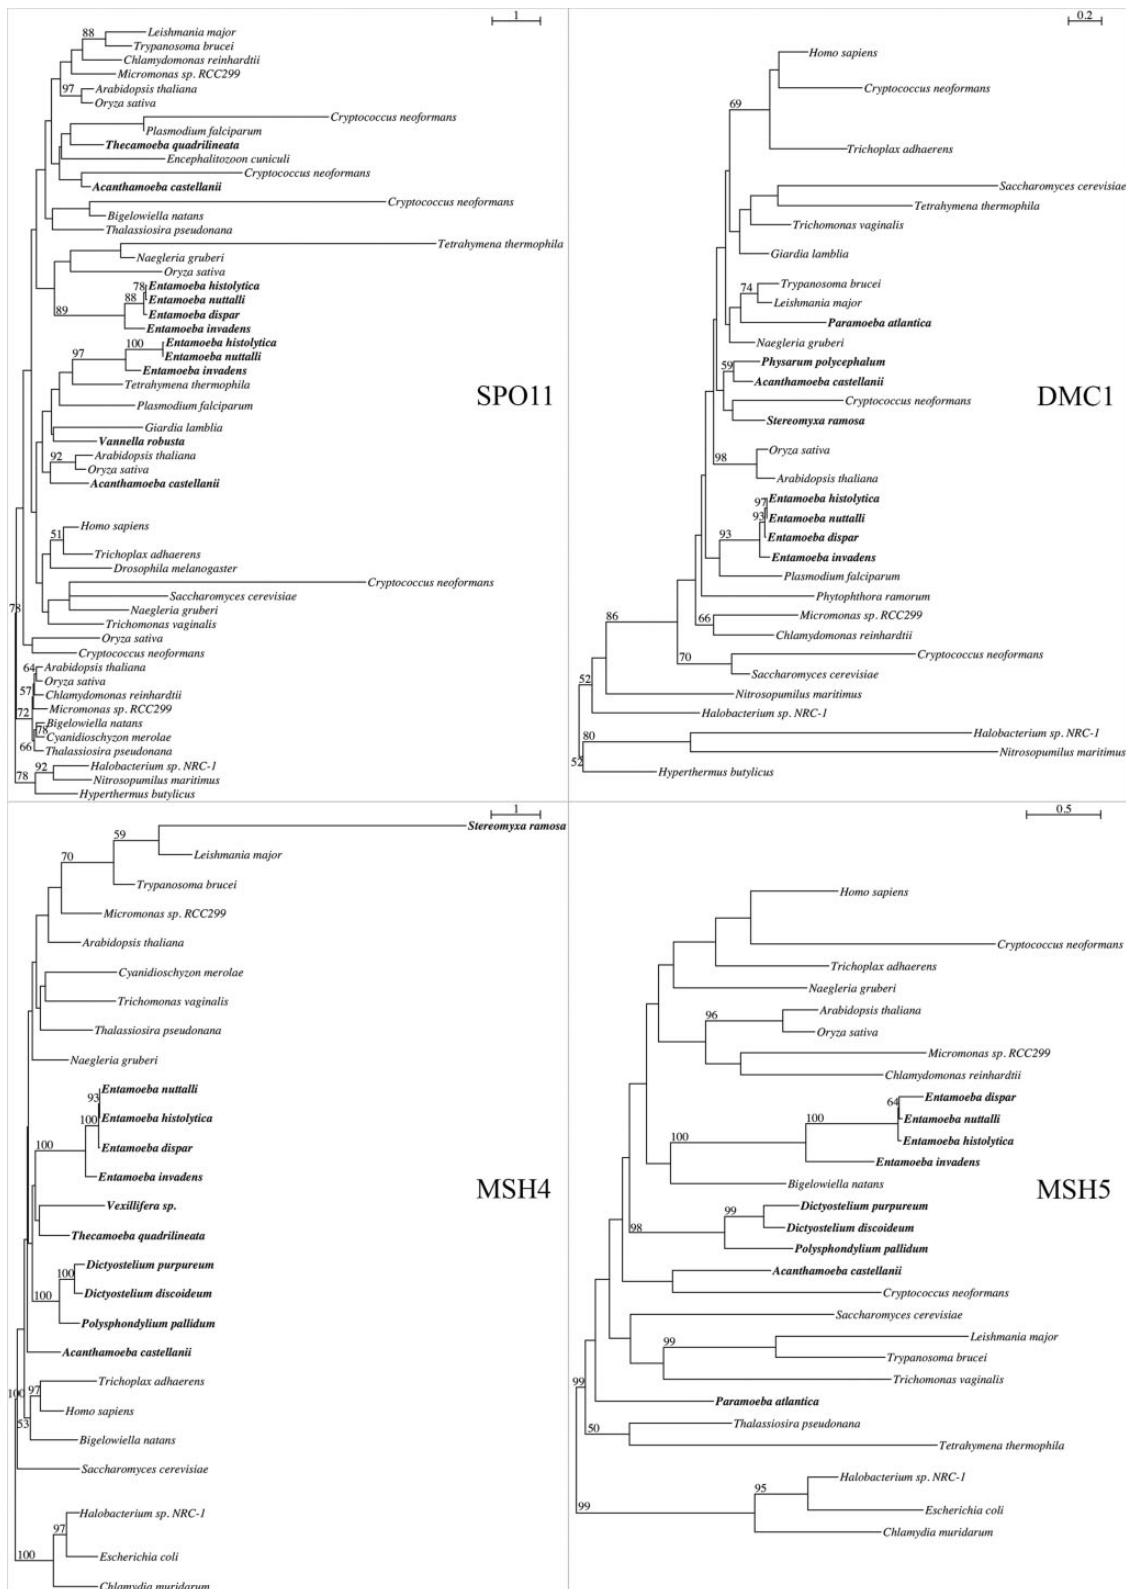 1
88
Leishmania major
Trypanosoma brucei
Chlamydomonas reinhardtii
Micromonas sp. RCC299
97
Arabidopsis thaliana
Oryza sativa
Cryptococcus neoformans
Plasmodium falciparum
Thecamoeba quadrilineata
Encephalitozoon cuniculi
Cryptococcus neoformans
Acanthamoeba castellanii
Cryptococcus neoformans
Bigelowiella natans
Thalassiosira pseudonana
Tetrahymena thermophila
Naegleria gruberi
Oryza sativa
78
Entamoeba histolytica
88
Entamoeba nuttalli
89
Entamoeba dispar
Entamoeba invadens
100
Entamoeba histolytica
97
Entamoeba nuttalli
Entamoeba invadens
Tetrahymena thermophila
SPO11
Plasmodium falciparum
Giardia lamblia
Vannella robusta
92
Arabidopsis thaliana
Oryza sativa
Acanthamoeba castellanii
Homo sapiens
51
Trichoplax adhaerens
Drosophila melanogaster
Cryptococcus neoformans
Saccharomyces cerevisiae
78
Naegleria gruberi
Trichomonas vaginalis
Oryza sativa
Cryptococcus neoformans
64
Arabidopsis thaliana
Oryza sativa
57
Chlamydomonas reinhardtii
Micromonas sp. RCC299
72
Bigelowiella natans
78
Cyanidioschyzon merolae
66
Thalassiosira pseudonana
92
Halobacterium sp. NRC-1
78
Nitrosopumilus maritimus
Hyperthermus butylicus
0.2
Homo sapiens
Cryptococcus neoformans
69
Trichoplax adhaerens
Saccharomyces cerevisiae
Tetrahymena thermophila
Trichomonas vaginalis
Giardia lamblia
74
Trypanosoma brucei
Leishmania major
Paramoeba atlantica
Naegleria gruberi
59
Physarum polycephalum
Acanthamoeba castellanii
DMC1
Cryptococcus neoformans
Stereomyxa ramosa
98
Oryza sativa
Arabidopsis thaliana
97
Entamoeba histolytica
93
Entamoeba nuttalli
93
Entamoeba dispar
Entamoeba invadens
Plasmodium falciparum
Phytophthora ramorum
86
66
Micromonas sp. RCC299
Chlamydomonas reinhardtii
70
Cryptococcus neoformans
Saccharomyces cerevisiae
52
Nitrosopumilus maritimus
Halobacterium sp. NRC-1
80
Halobacterium sp. NRC-1
52
Nitrosopumilus maritimus
Hyperthermus butylicus
1
Stereomyxa ramosa
59
70
Leishmania major
Trypanosoma brucei
Micromonas sp. RCC299
Arabidopsis thaliana
Cyanidioschyzon merolae
Trichomonas vaginalis
Thalassiosira pseudonana
Naegleria gruberi
Entamoeba nuttalli
93
100
Entamoeba histolytica
100
Entamoeba dispar
Entamoeba invadens
MSH4
Vexillifera sp.
Thecamoeba quadrilineata
Dictyostelium purpureum
100
Dictyostelium discoideum
100
Polysphondylium pallidum
Acanthamoeba castellanii
100
97
Trichoplax adhaerens
Homo sapiens
53
Bigelowiella natans
Saccharomyces cerevisiae
Halobacterium sp. NRC-1
97
100
Escherichia coli
Chlamydia muridarum
0.5
Homo sapiens
Cryptococcus neoformans
Trichoplax adhaerens
Naegleria gruberi
96
Arabidopsis thaliana
Oryza sativa
Micromonas sp. RCC299
Chlamydomonas reinhardtii
64
Entamoeba dispar
100
Entamoeba nuttalli
100
Entamoeba histolytica
Entamoeba invadens
Bigelowiella natans
MSH5
99
Dictyostelium purpureum
98
Dictyostelium discoideum
Polysphondylium pallidum
Acanthamoeba castellanii
Cryptococcus neoformans
Saccharomyces cerevisiae
99
Leishmania major
Trypanosoma brucei
99
Trichomonas vaginalis
Paramoeba atlantica
50
Thalassiosira pseudonana
Tetrahymena thermophila
95
Halobacterium sp. NRC-1
99
Escherichia coli
Chlamydia muridarum